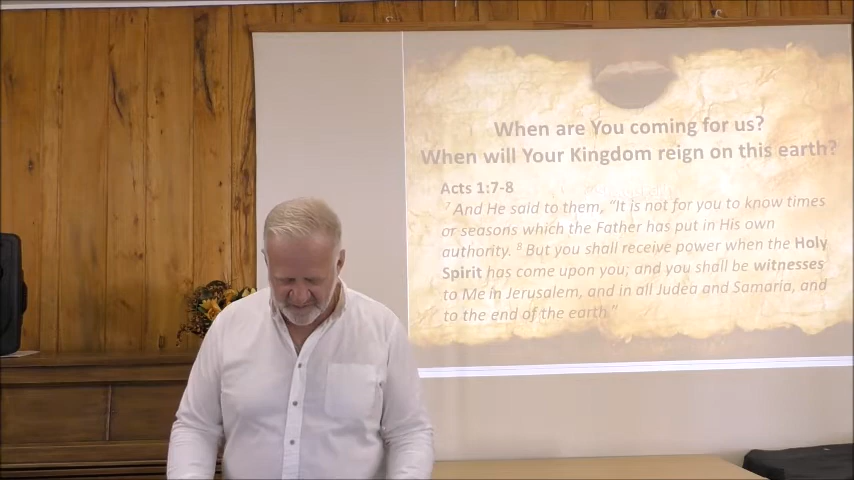 When are You coming for us?
When will Your Kingdom reign on this earth?
Acts 1:7-8
7 And He said to them, “It is not for you to know times
or seasons which the Father has put in His own
authority. 8 But you shall receive power when the Holy
Spirit has come upon you; and you shall be witnesses
to Me in Jerusalem, and in all Judea and Samaria, and
to the end of the earth.”